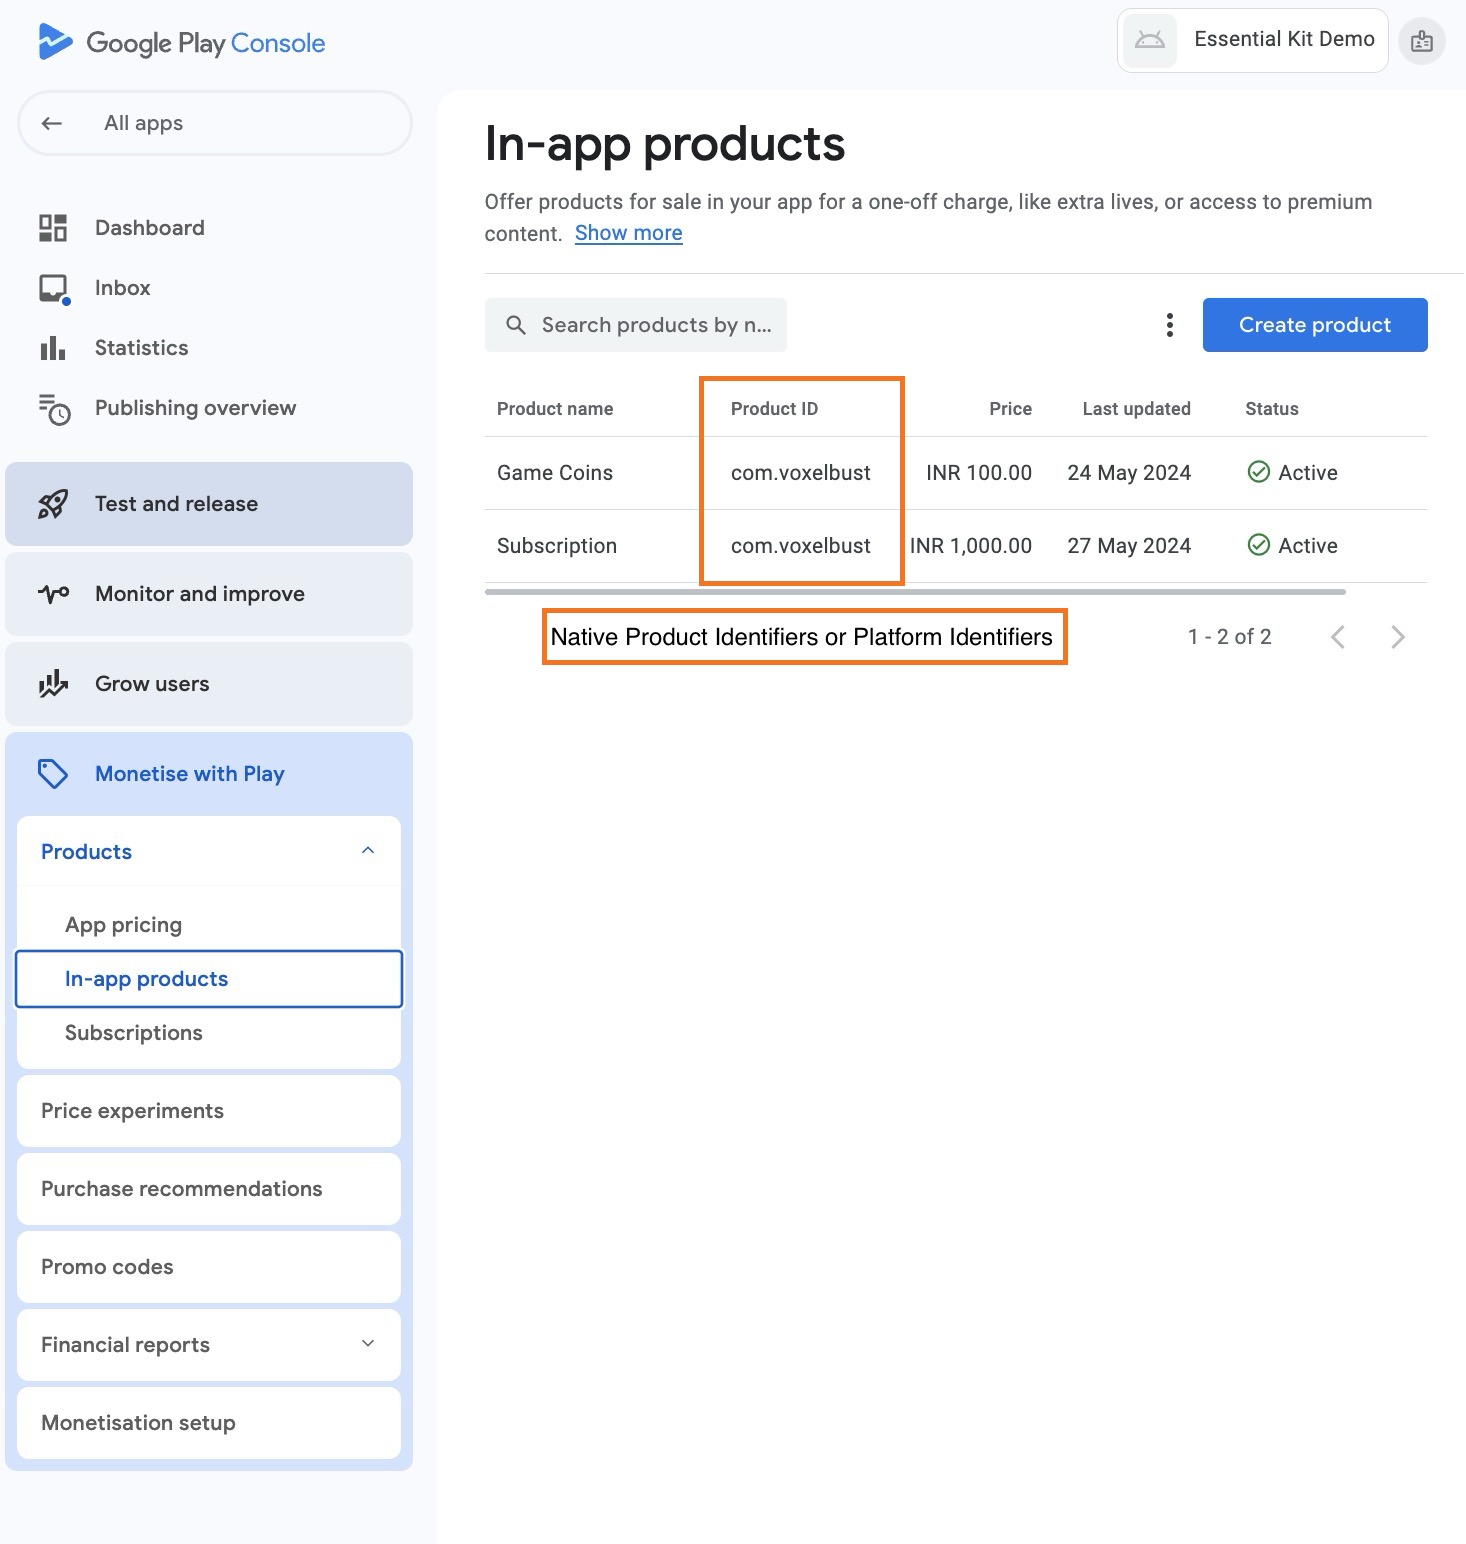 Google Play Console
Essential Kit Demo
All apps
Dashboard
Inbox
Statistics
Publishing overview
Test and release
Monitor and improve
Grow users
Monetise with Play
Products
App pricing
In-app products
Subscriptions
Price experiments
Purchase recommendations
Promo codes
Financial reports
Monetisation setup
In-app products
Offer products for sale in your app for a one-off charge, like extra lives, or access to premium
content. Show more
Search products by n...
Create product
Product name Product ID Price Last updated Status
Game Coins com.voxelbust INR 100.00 24 May 2024 Active
Subscription com.voxelbust INR 1,000.00 27 May 2024 Active
Native Product Identifiers or Platform Identifiers
1 - 2 of 2